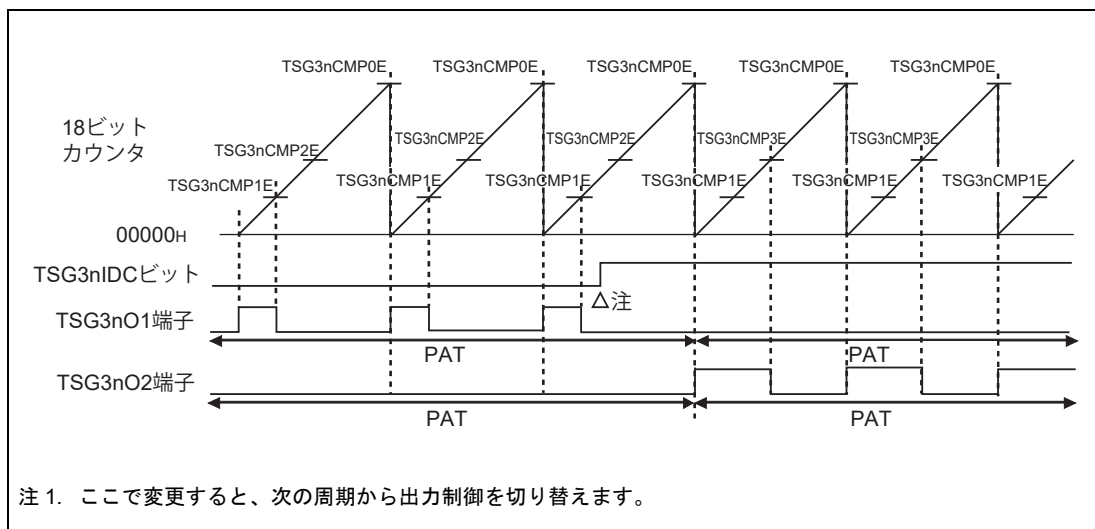 TSG3nCMP0E TSG3nCMP0E TSG3nCMP0E TSG3nCMP0E TSG3nCMP0E
18ビット
カウンタ
TSG3nCMP2E TSG3nCMP2E TSG3nCMP2E TSG3nCMP3E TSG3nCMP3E
TSG3nCMP1E TSG3nCMP1E TSG3nCMP1E TSG3nCMP1E TSG3nCMP1E TSG3nCMP1E
00000H
TSG3nIDCビット
△注
TSG3nO1端子
PAT PAT
TSG3nO2端子
PAT PAT
注 1. ここで変更すると、次の周期から出力制御を切り替えます。